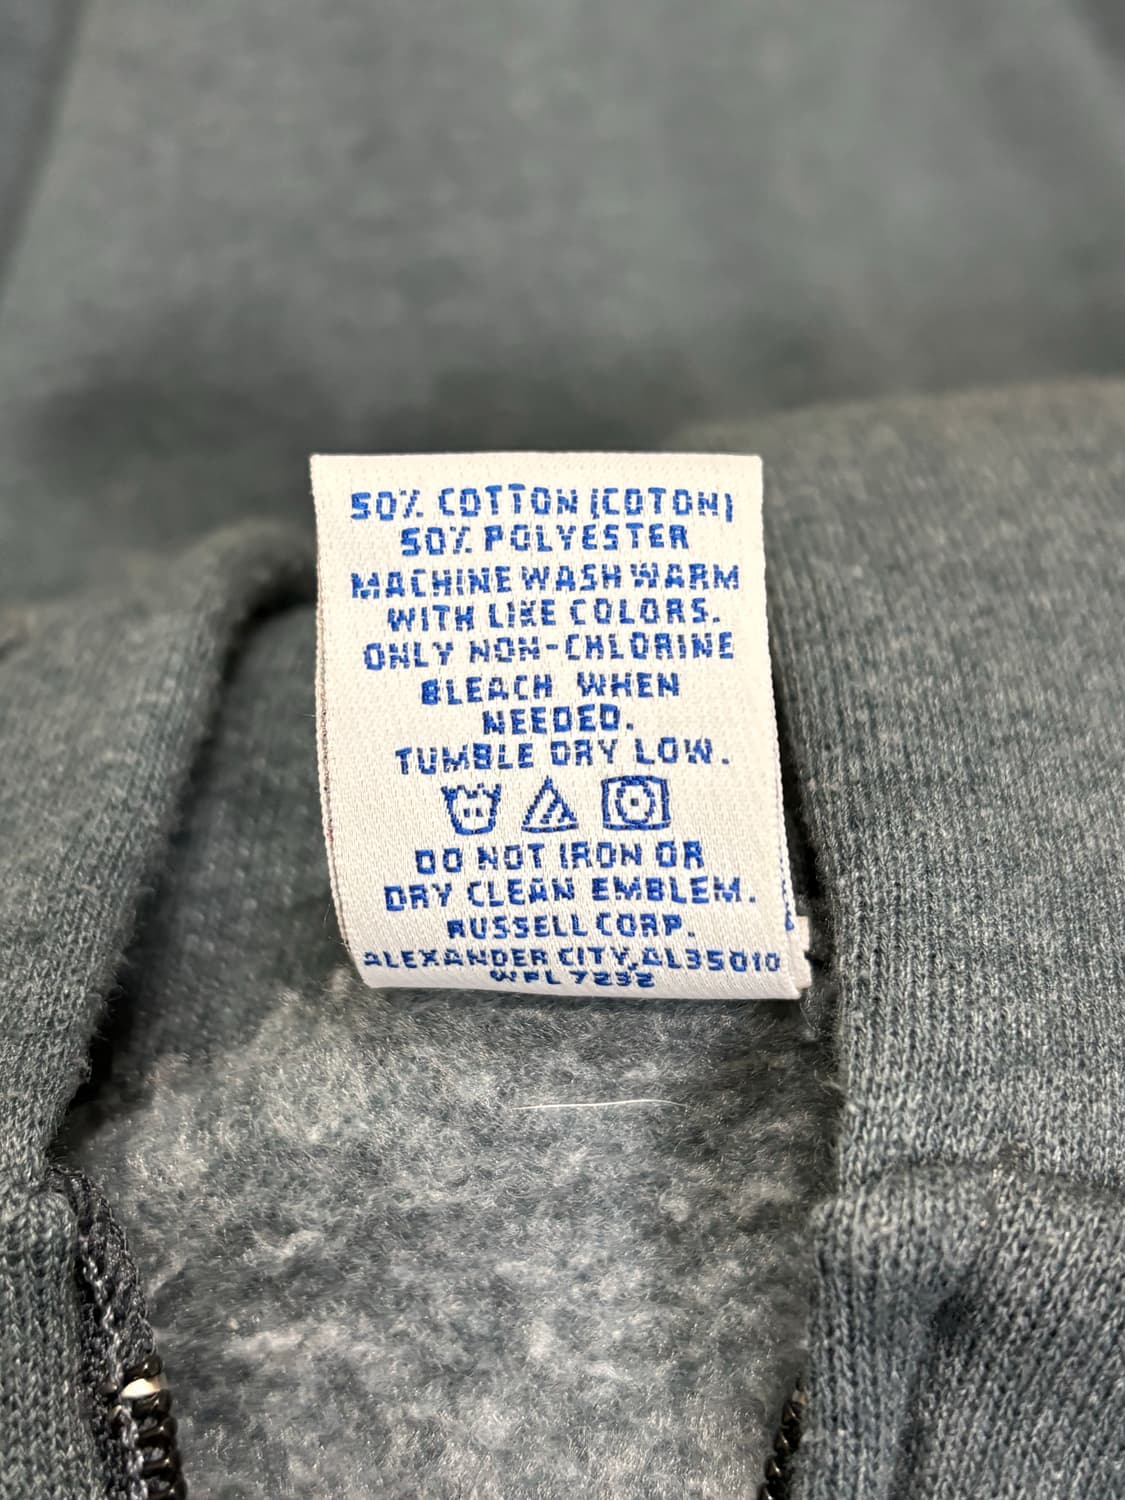 50% COTTON (COTON)
50% POLYESTER
MACHINE WASH WARM
WITH LIKE COLORS.
ONLY NON-CHLORINE
BLEACH WHEN
NEEDED.
TUMBLE DRY LOW.
DO NOT IRON OR
DRY CLEAN EMBLEM.
RUSSELL CORP.
ALEXANDER CITY, AL35010
WPL 7232